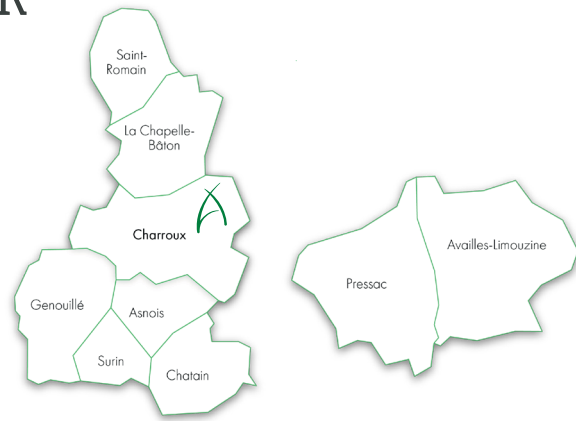 Saint-
Romain
La Chapelle-
Bâton
Charroux
Genouillé
Asnois
Surin
Chatain
Pressac
Availles-Limouzine